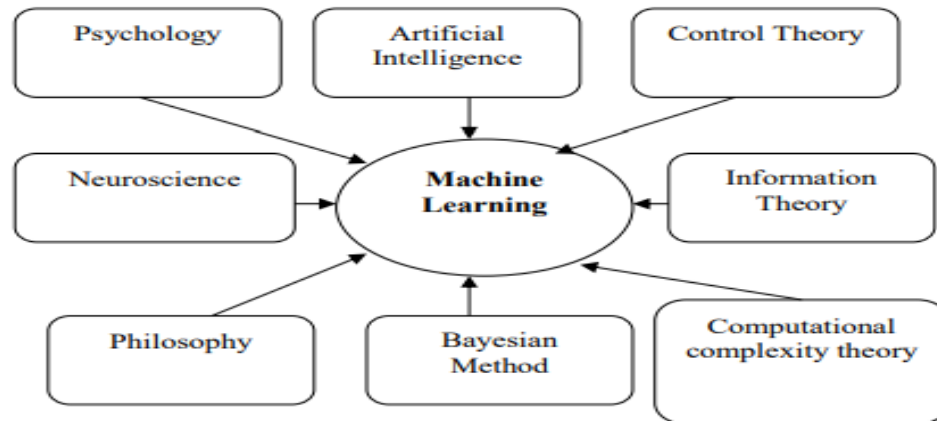 Psychology
Artificial
Intelligence
Control Theory
Neuroscience
Machine
Learning
Information
Theory
Philosophy
Bayesian
Method
Computational
complexity theory